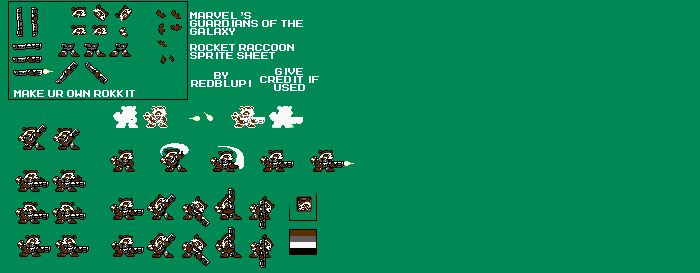 MARVEL'S
GUARDIANS OF THE
GALAXY
ROCKET RACCOON
SPRITE SHEET
BY
REDBLUPI
GIVE
CREDIT IF
USED
MAKE UR OWN ROKKIT